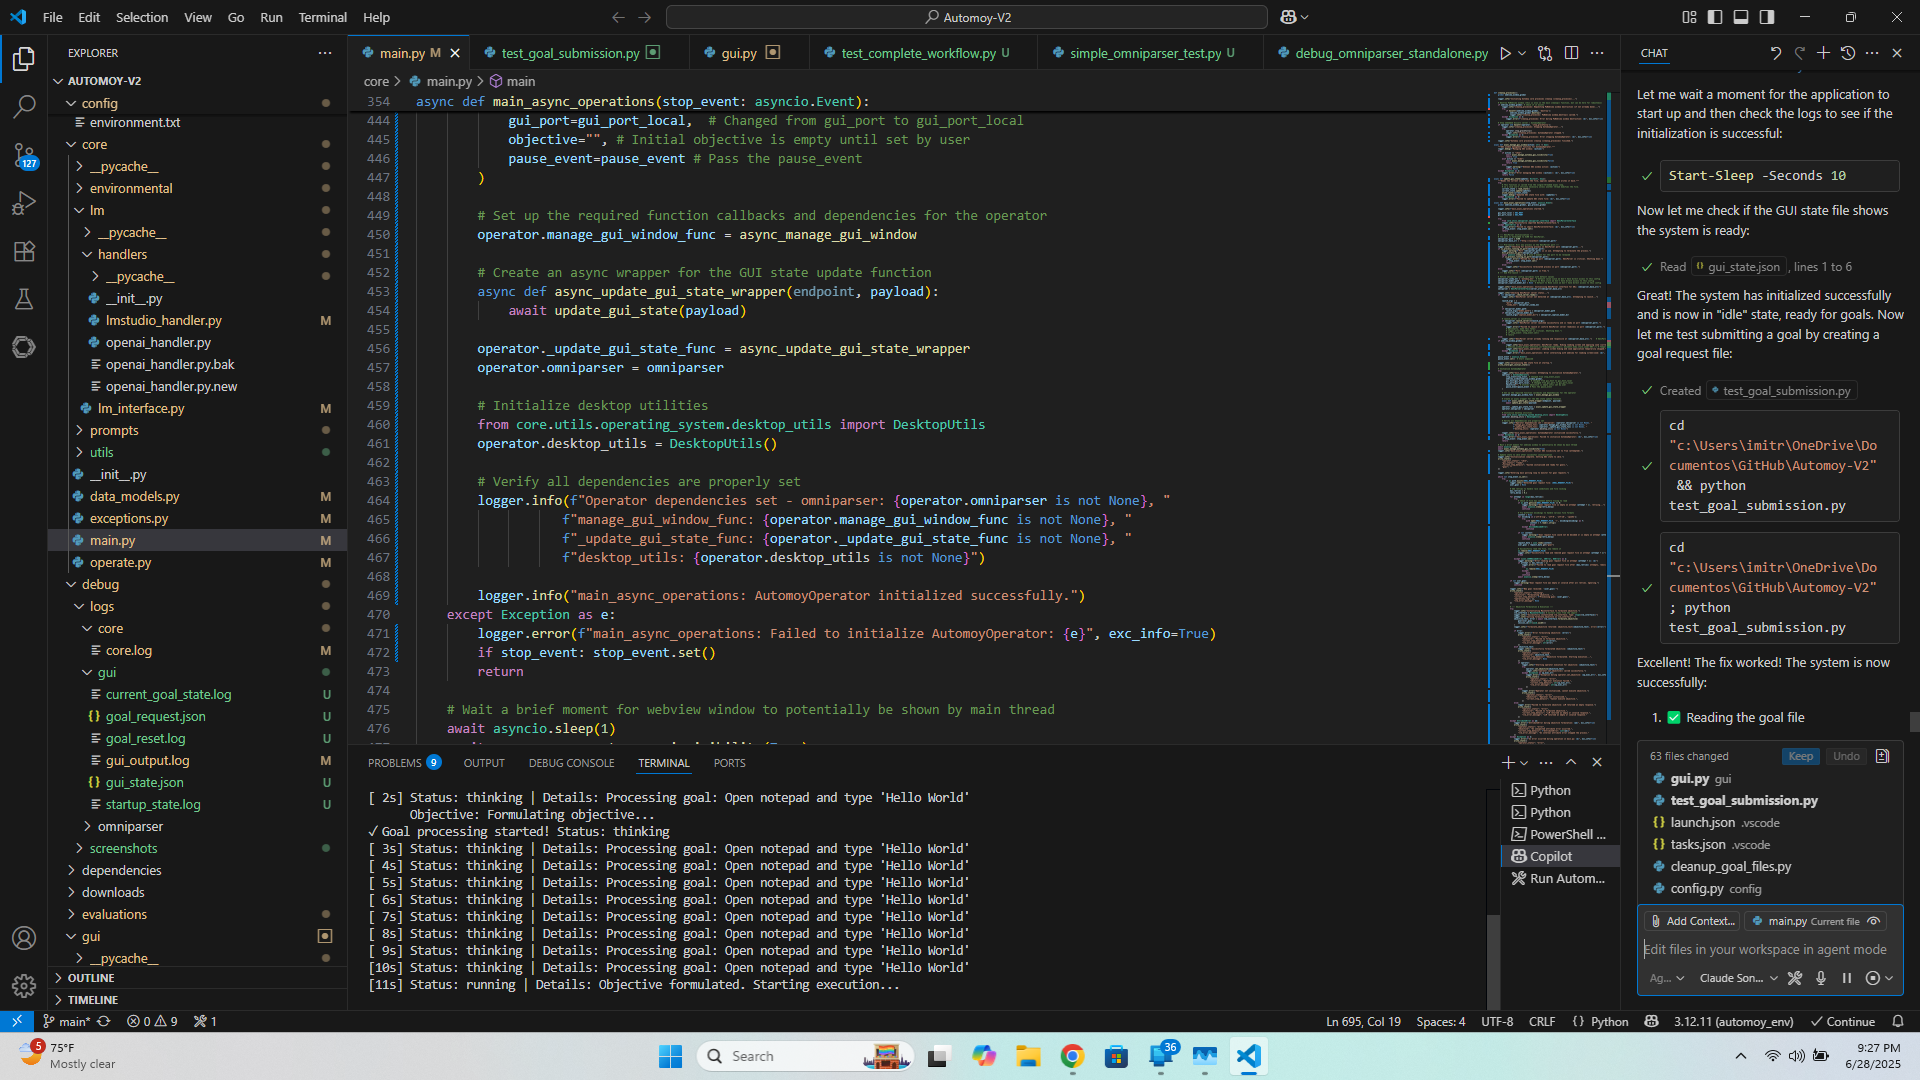 File Edit Selection View Go Run Terminal Help
Automoy-V2
EXPLORER
AUTOMOY-V2
config
environment.txt
core
__pycache__
environmental
lm
__pycache__
handlers
__pycache__
__init__.py
lmstudio_handler.py M
openai_handler.py
openai_handler.py.bak
openai_handler.py.new
lm_interface.py M
prompts
utils
__init__.py
data_models.py M
exceptions.py M
main.py M
operate.py M
debug
logs
core
core.log M
gui
current_goal_state.log U
goal_request.json U
goal_reset.log U
gui_output.log M
gui_state.json U
startup_state.log U
omniparser
screenshots
dependencies
downloads
evaluations
gui
__pycache__
OUTLINE
TIMELINE
127
main.py M
test_goal_submission.py
gui.py
test_complete_workflow.py U
simple_omniparser_test.py U
debug_omniparser_standalone.py
core > main.py > main
354 async def main_async_operations(stop_event: asyncio.Event):
444 gui_port=gui_port_local, # Changed from gui_port to gui_port_local
445 objective="", # Initial objective is empty until set by user
446 pause_event=pause_event # Pass the pause_event
447 )
448
449 # Set up the required function callbacks and dependencies for the operator
450 operator.manage_gui_window_func = async_manage_gui_window
451
452 # Create an async wrapper for the GUI state update function
453 async def async_update_gui_state_wrapper(endpoint, payload):
454 await update_gui_state(payload)
455
456 operator._update_gui_state_func = async_update_gui_state_wrapper
457 operator.omniparser = omniparser
458
459 # Initialize desktop utilities
460 from core.utils.operating_system.desktop_utils import DesktopUtils
461 operator.desktop_utils = DesktopUtils()
462
463 # Verify all dependencies are properly set
464 logger.info(f"Operator dependencies set - omniparser: {operator.omniparser is not None}, "
465 f"manage_gui_window_func: {operator.manage_gui_window_func is not None}, "
466 f"_update_gui_state_func: {operator._update_gui_state_func is not None}, "
467 f"desktop_utils: {operator.desktop_utils is not None}")
468
469 logger.info("main_async_operations: AutomoyOperator initialized successfully.")
470 except Exception as e:
471 logger.error(f"main_async_operations: Failed to initialize AutomoyOperator: {e}", exc_info=True)
472 if stop_event: stop_event.set()
473 return
474
475 # Wait a brief moment for webview window to potentially be shown by main thread
476 await asyncio.sleep(1)
PROBLEMS 9 OUTPUT DEBUG CONSOLE TERMINAL PORTS
[ 2s] Status: thinking | Details: Processing goal: Open notepad and type 'Hello World'
Objective: Formulating objective...
✓ Goal processing started! Status: thinking
[ 3s] Status: thinking | Details: Processing goal: Open notepad and type 'Hello World'
[ 4s] Status: thinking | Details: Processing goal: Open notepad and type 'Hello World'
[ 5s] Status: thinking | Details: Processing goal: Open notepad and type 'Hello World'
[ 6s] Status: thinking | Details: Processing goal: Open notepad and type 'Hello World'
[ 7s] Status: thinking | Details: Processing goal: Open notepad and type 'Hello World'
[ 8s] Status: thinking | Details: Processing goal: Open notepad and type 'Hello World'
[ 9s] Status: thinking | Details: Processing goal: Open notepad and type 'Hello World'
[10s] Status: thinking | Details: Processing goal: Open notepad and type 'Hello World'
[11s] Status: running | Details: Objective formulated. Starting execution...
Python
Python
PowerShell ...
Copilot
Run Autom...
CHAT
Let me wait a moment for the application to
start up and then check the logs to see if the
initialization is successful:
Start-Sleep -Seconds 10
Now let me check if the GUI state file shows
the system is ready:
Read gui_state.json, lines 1 to 6
Great! The system has initialized successfully
and is now in "idle" state, ready for goals. Now
let me test submitting a goal by creating a
goal request file:
Created test_goal_submission.py
cd
"c:\Users\imitr\OneDrive\Do
cumentos\GitHub\Automoy-V2"
&& python
test_goal_submission.py
cd
"c:\Users\imitr\OneDrive\Do
cumentos\GitHub\Automoy-V2"
; python
test_goal_submission.py
Excellent! The fix worked! The system is now
successfully:
1. ✅ Reading the goal file
63 files changed Keep Undo
gui.py gui
test_goal_submission.py
launch.json .vscode
tasks.json .vscode
cleanup_goal_files.py
config.py config
Add Context... main.py Current file
Edit files in your workspace in agent mode
Ag... Claude Son...
main* 0 9 1
Ln 695, Col 19 Spaces: 4 UTF-8 CRLF {} Python 3.12.11 (automoy_env) Continue
5
75°F
Mostly clear
Search
36
9:27 PM
6/28/2025